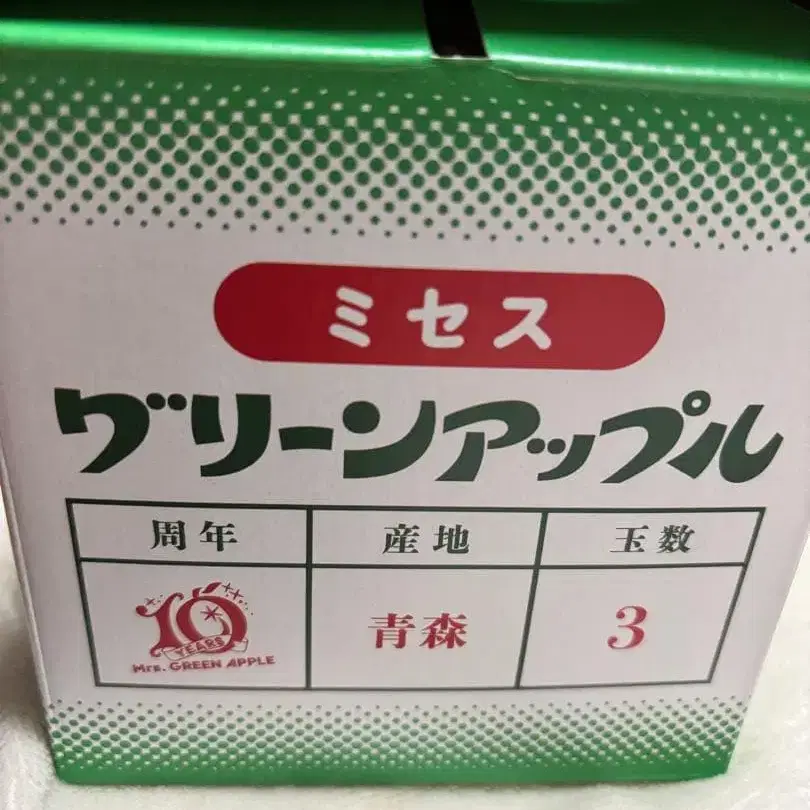 ミセス
グリーンアップル
周年 産地 玉数
10
YEARS
Mrs. GREEN APPLE
青森
3